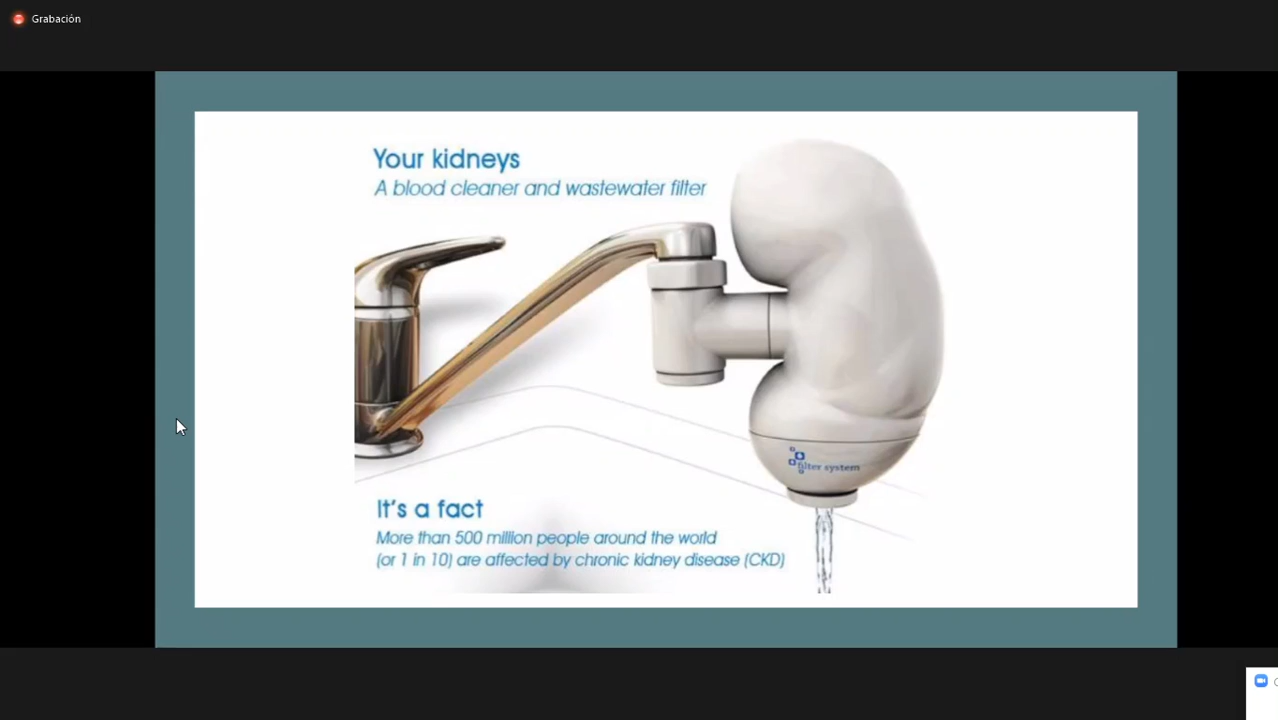 Grabación
Your kidneys
A blood cleaner and wastewater filter
filter system
It's a fact
More than 500 million people around the world
(or 1 in 10) are affected by chronic kidney disease (CKD)